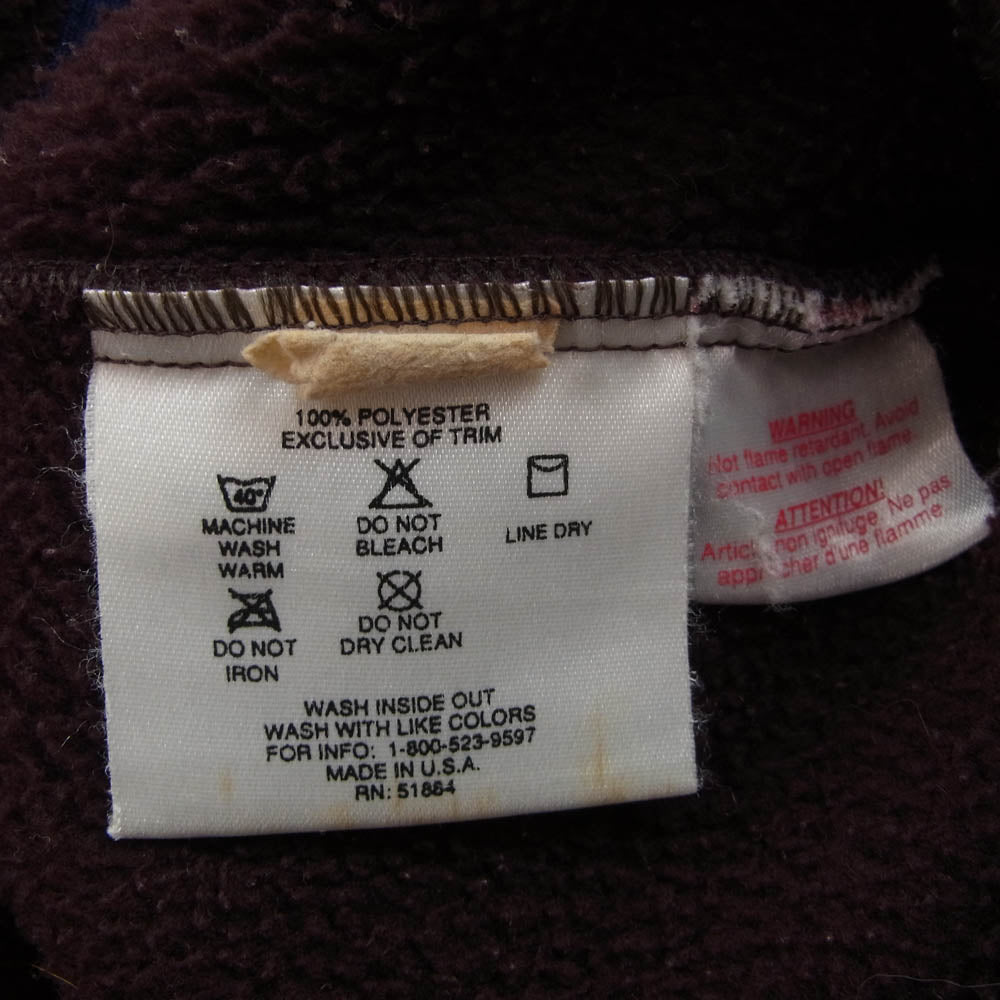 100% POLYESTER
EXCLUSIVE OF TRIM
40°
MACHINE
WASH
WARM
DO NOT
BLEACH
LINE DRY
DO NOT
IRON
DO NOT
DRY CLEAN
WASH INSIDE OUT
WASH WITH LIKE COLORS
FOR INFO: 1-800-523-9597
MADE IN U.S.A.
RN: 51884
WARNING
Not flame retardant. Avoid
contact with open flame.
ATTENTION!
Article non ignifuge. Ne pas
approcher d'une flamme